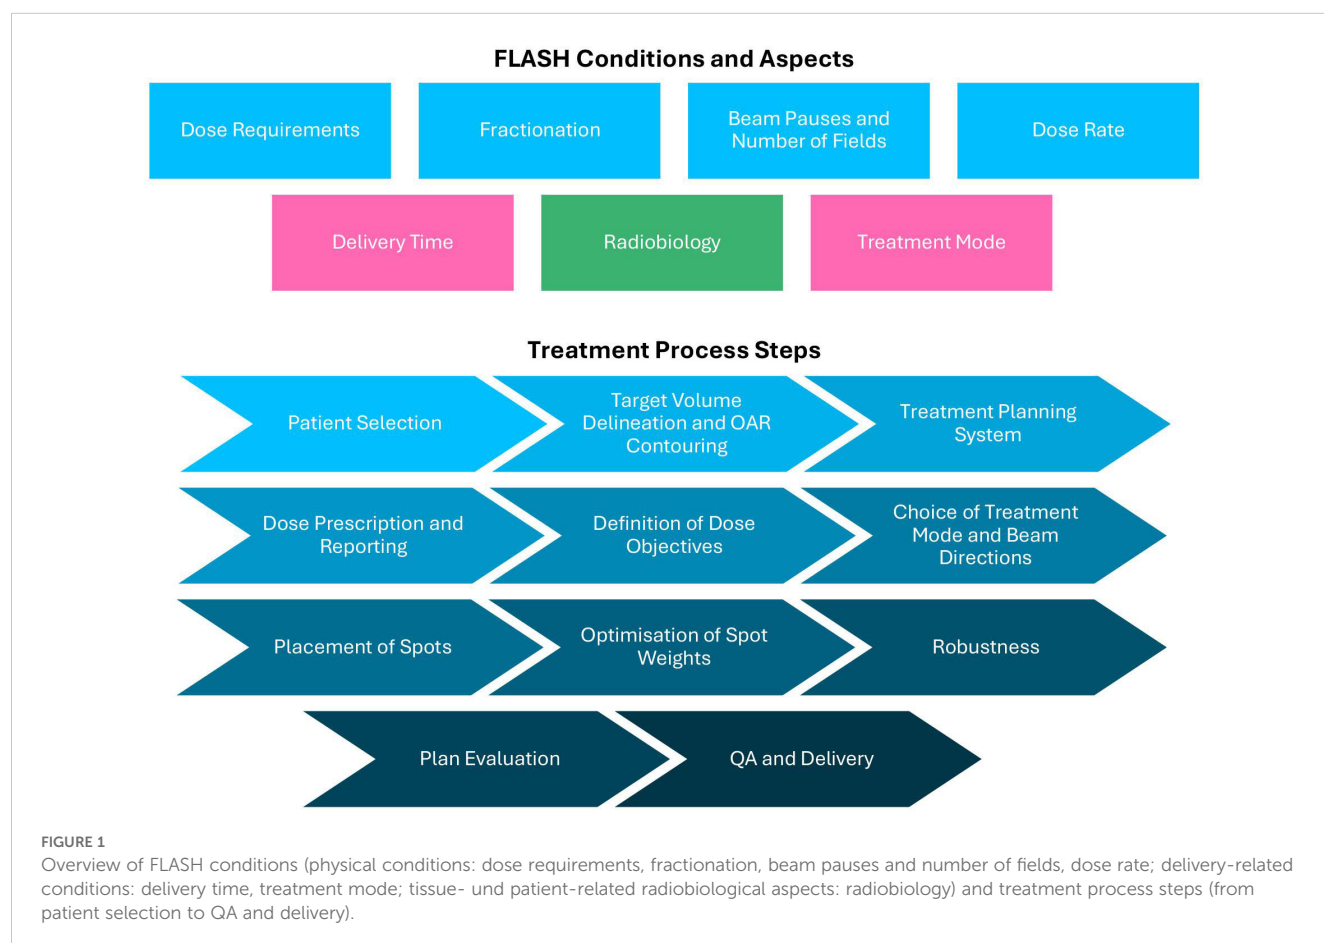 FLASH Conditions and Aspects
Dose Requirements
Fractionation
Beam Pauses and
Number of Fields
Dose Rate
Delivery Time
Radiobiology
Treatment Mode
Treatment Process Steps
Patient Selection
Target Volume
Delineation and OAR
Contouring
Treatment Planning
System
Dose Prescription and
Reporting
Definition of Dose
Objectives
Choice of Treatment
Mode and Beam
Directions
Placement of Spots
Optimisation of Spot
Weights
Robustness
Plan Evaluation
QA and Delivery
FIGURE 1
Overview of FLASH conditions (physical conditions: dose requirements, fractionation, beam pauses and number of fields, dose rate; delivery-related
conditions: delivery time, treatment mode; tissue- und patient-related radiobiological aspects: radiobiology) and treatment process steps (from
patient selection to QA and delivery).